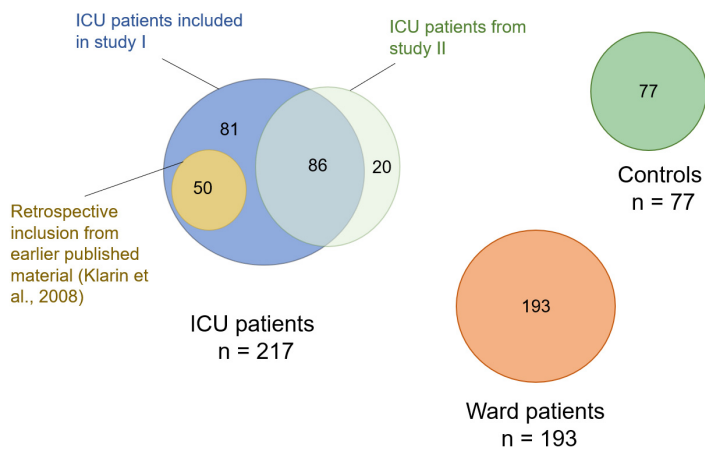 ICU patients included
in study I
ICU patients from
study II
81
50
86
20
77
Controls
n = 77
Retrospective
inclusion from
earlier published
material (Klarin et
al., 2008)
ICU patients
n = 217
193
Ward patients
n = 193